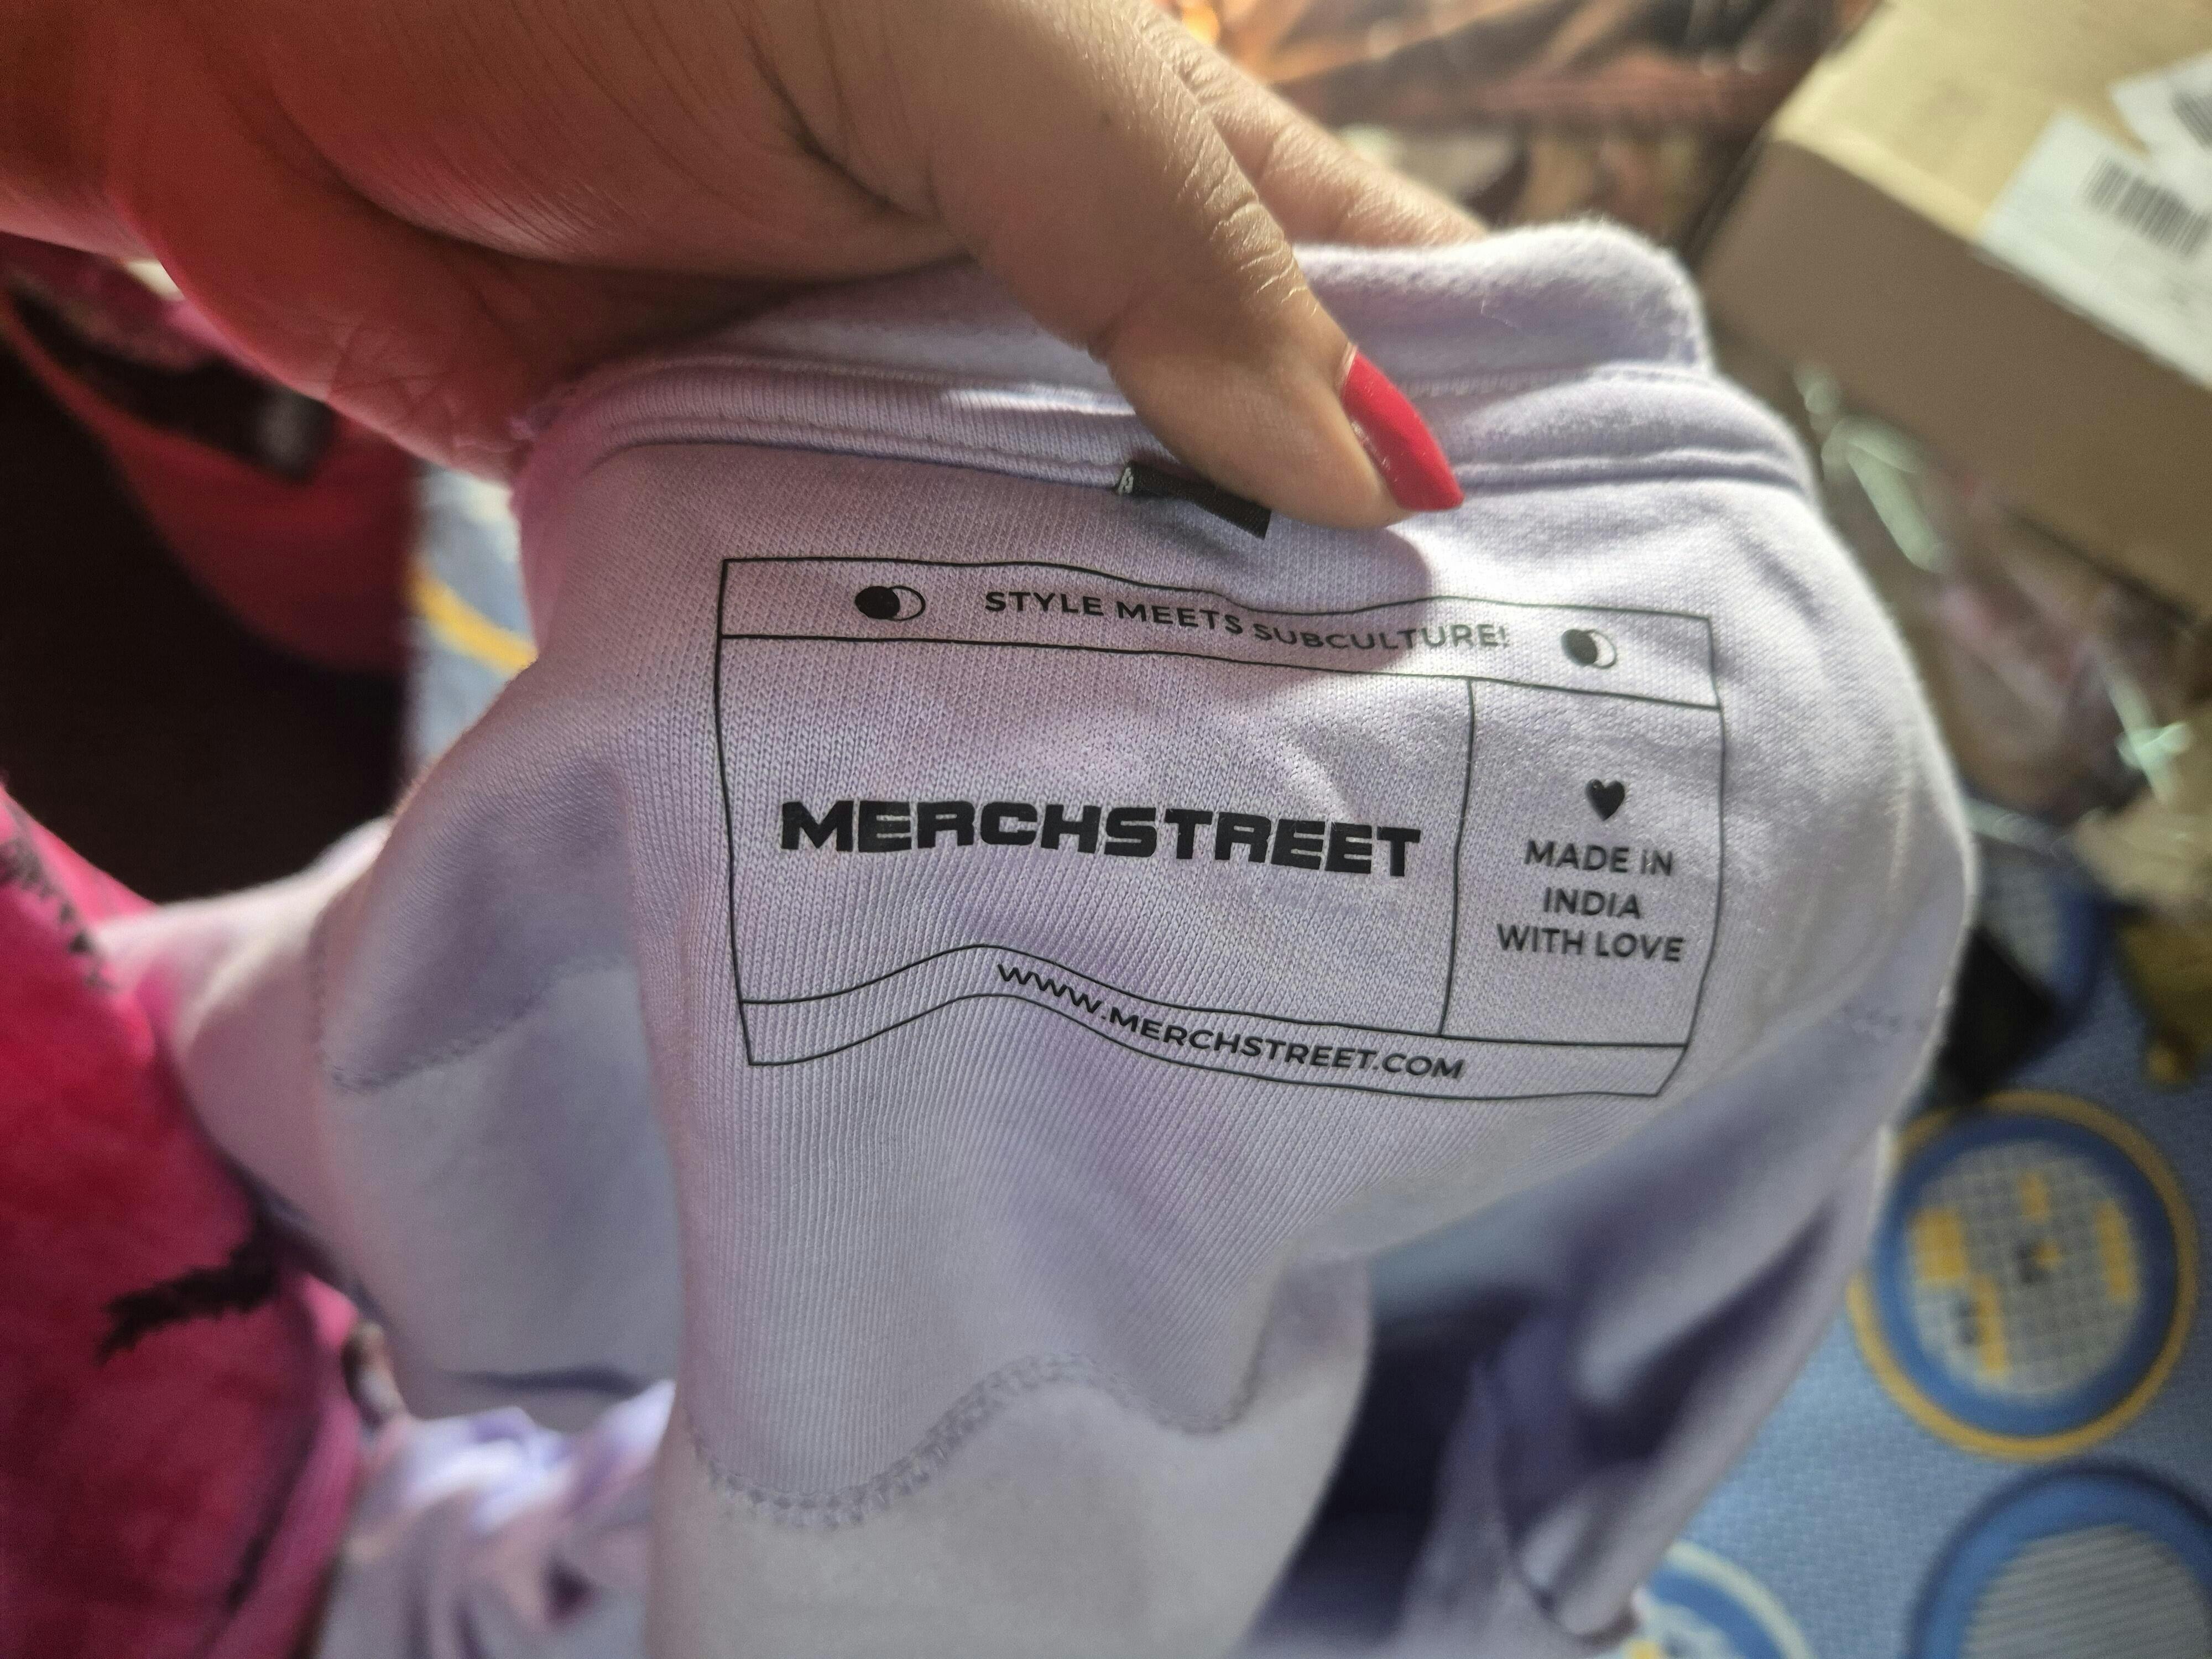 STYLE MEETS SUBCULTURE!
MERCHSTREET
MADE IN
INDIA
WITH LOVE
WWW.MERCHSTREET.COM